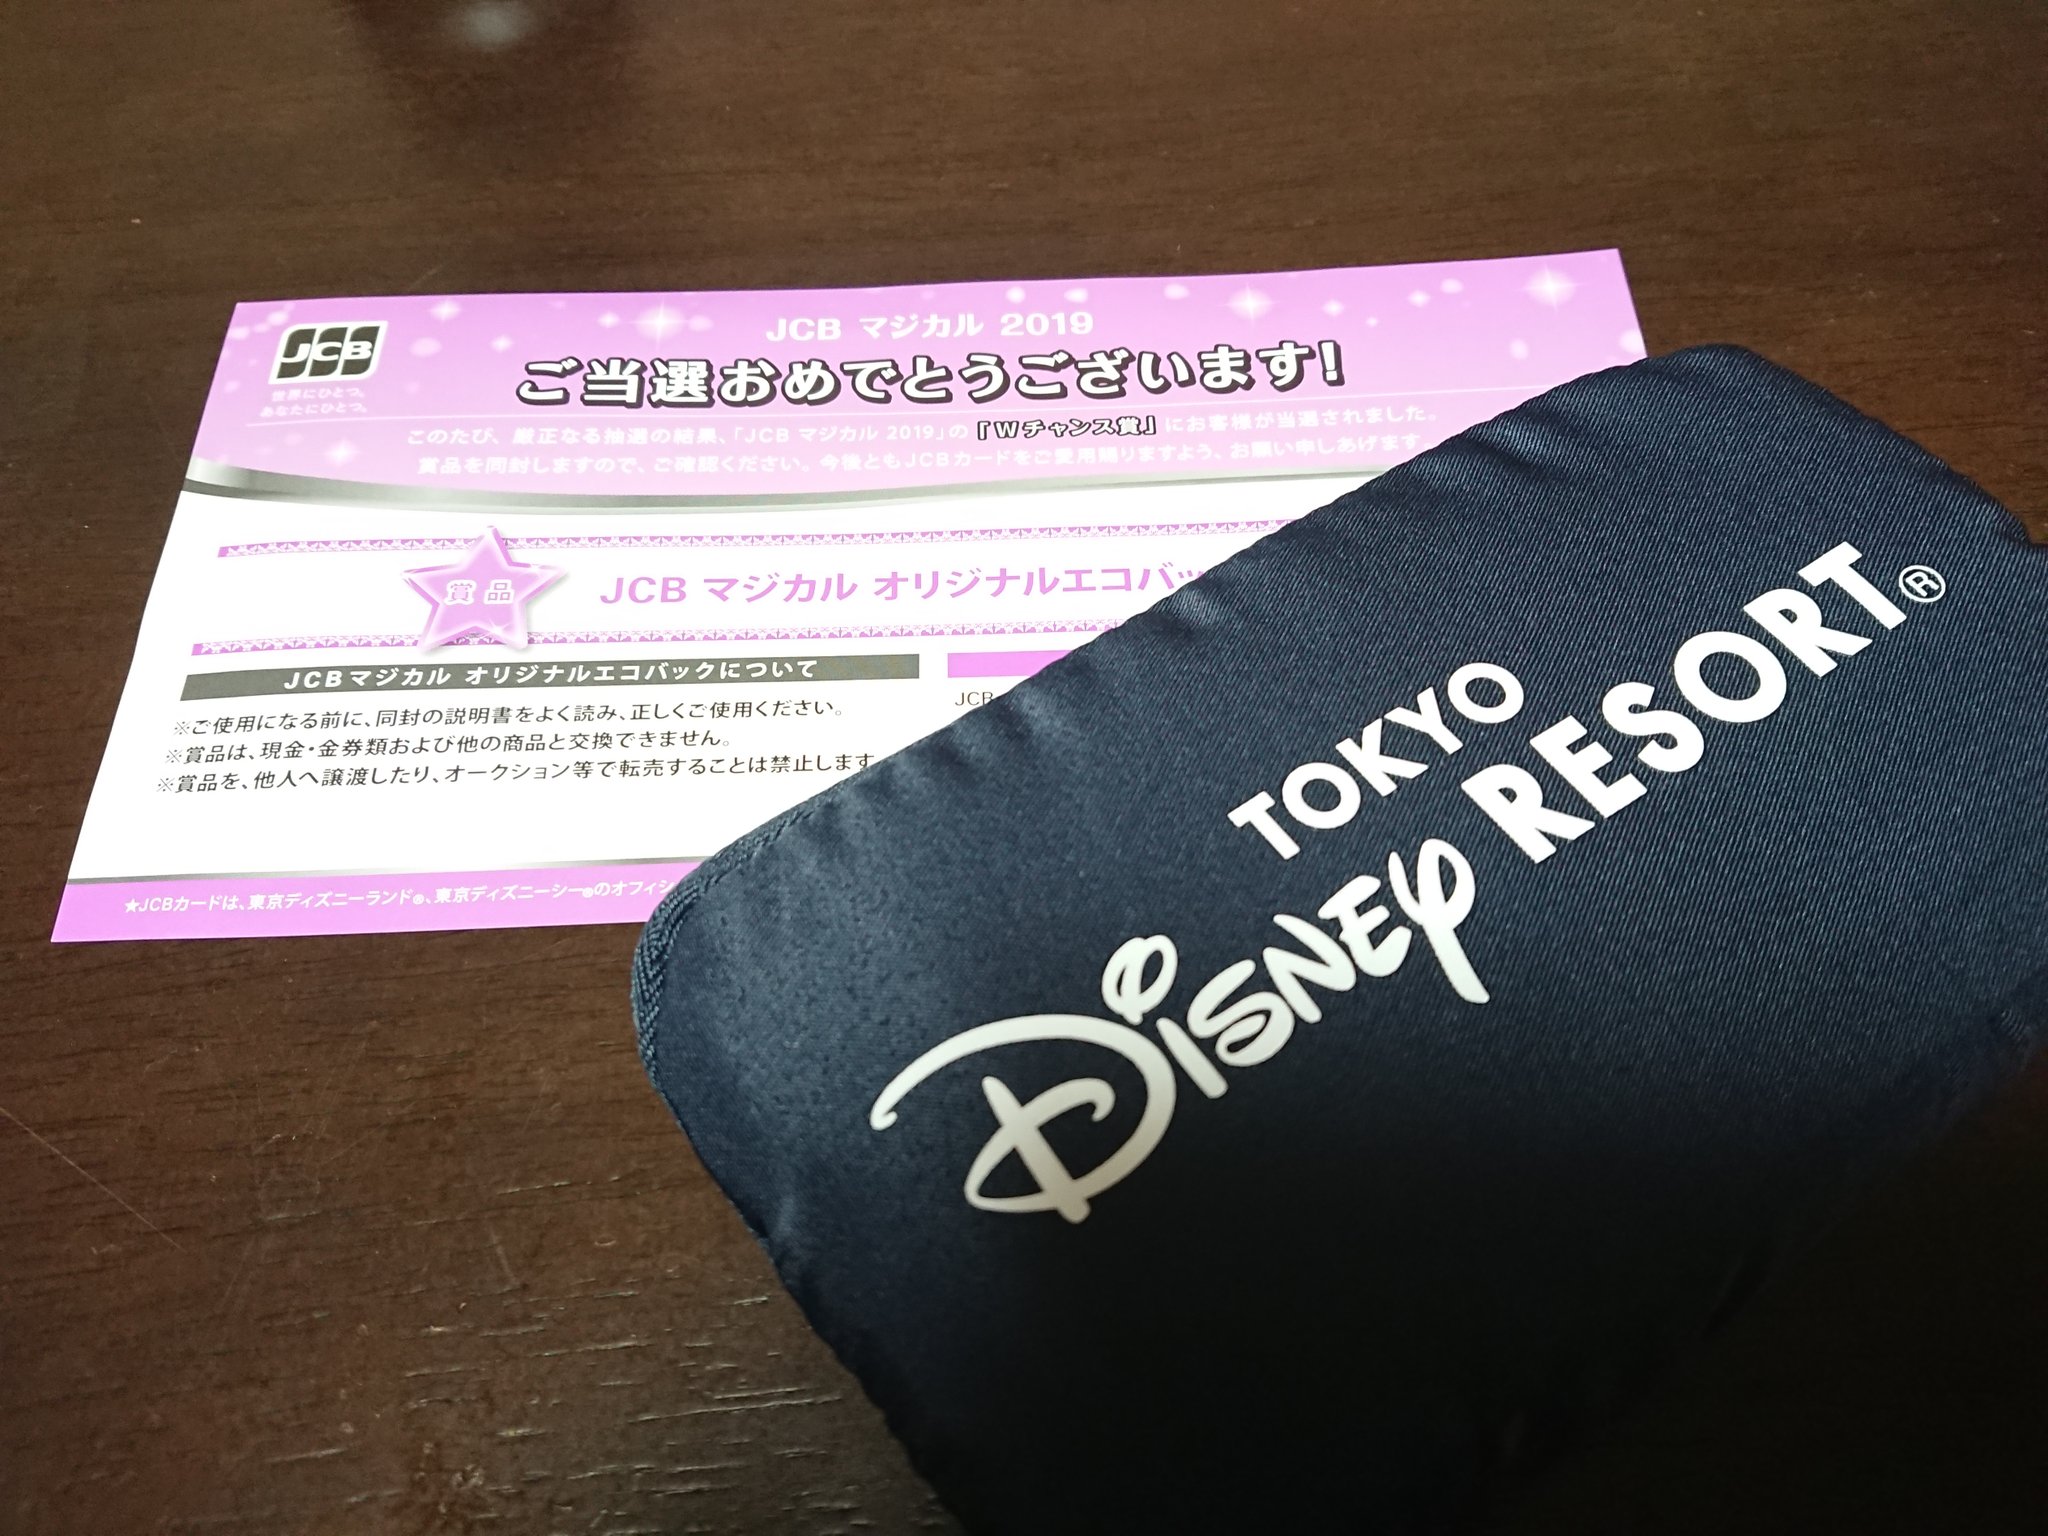 JCB
世界にひとつ。
あなたにひとつ。
JCB マジカル 2019
ご当選おめでとうございます!
このたび、厳正なる抽選の結果、「JCB マジカル 2019」の「Wチャンス賞」にお客様が当選されました。
賞品を同封しますので、ご確認ください。今後ともJCBカードをご愛用賜りますよう、お願い申しあげます
賞品
JCB マジカル オリジナルエコバッ
JCBマジカル オリジナルエコバックについて
※ご使用になる前に、同封の説明書をよく読み、正しくご使用ください。
※賞品は、現金・金券類および他の商品と交換できません。
※賞品を、他人へ譲渡したり、オークション等で転売することは禁止します
JCB
★JCBカードは、東京ディズニーランド®、東京ディズニーシー®のオフィシ
TOKYO
DISNEY RESORT®